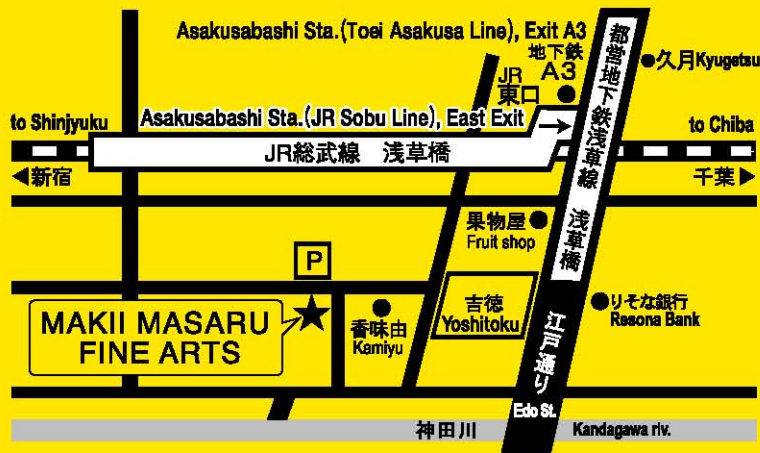 Asakusabashi Sta.(Toei Asakusa Line), Exit A3
地下鉄
A3
JR
東口
都営地下鉄浅草線 浅草橋
久月Kyugetsu
to Shinjyuku
Asakusabashi Sta.(JR Sobu Line), East Exit
to Chiba
JR総武線 浅草橋
新宿
千葉
果物屋
Fruit shop
P
MAKII MASARU
FINE ARTS
香味由
Kamiyu
吉徳
Yoshitoku
りそな銀行
Resona Bank
江戸通り
Edo St.
神田川
Kandagawa riv.